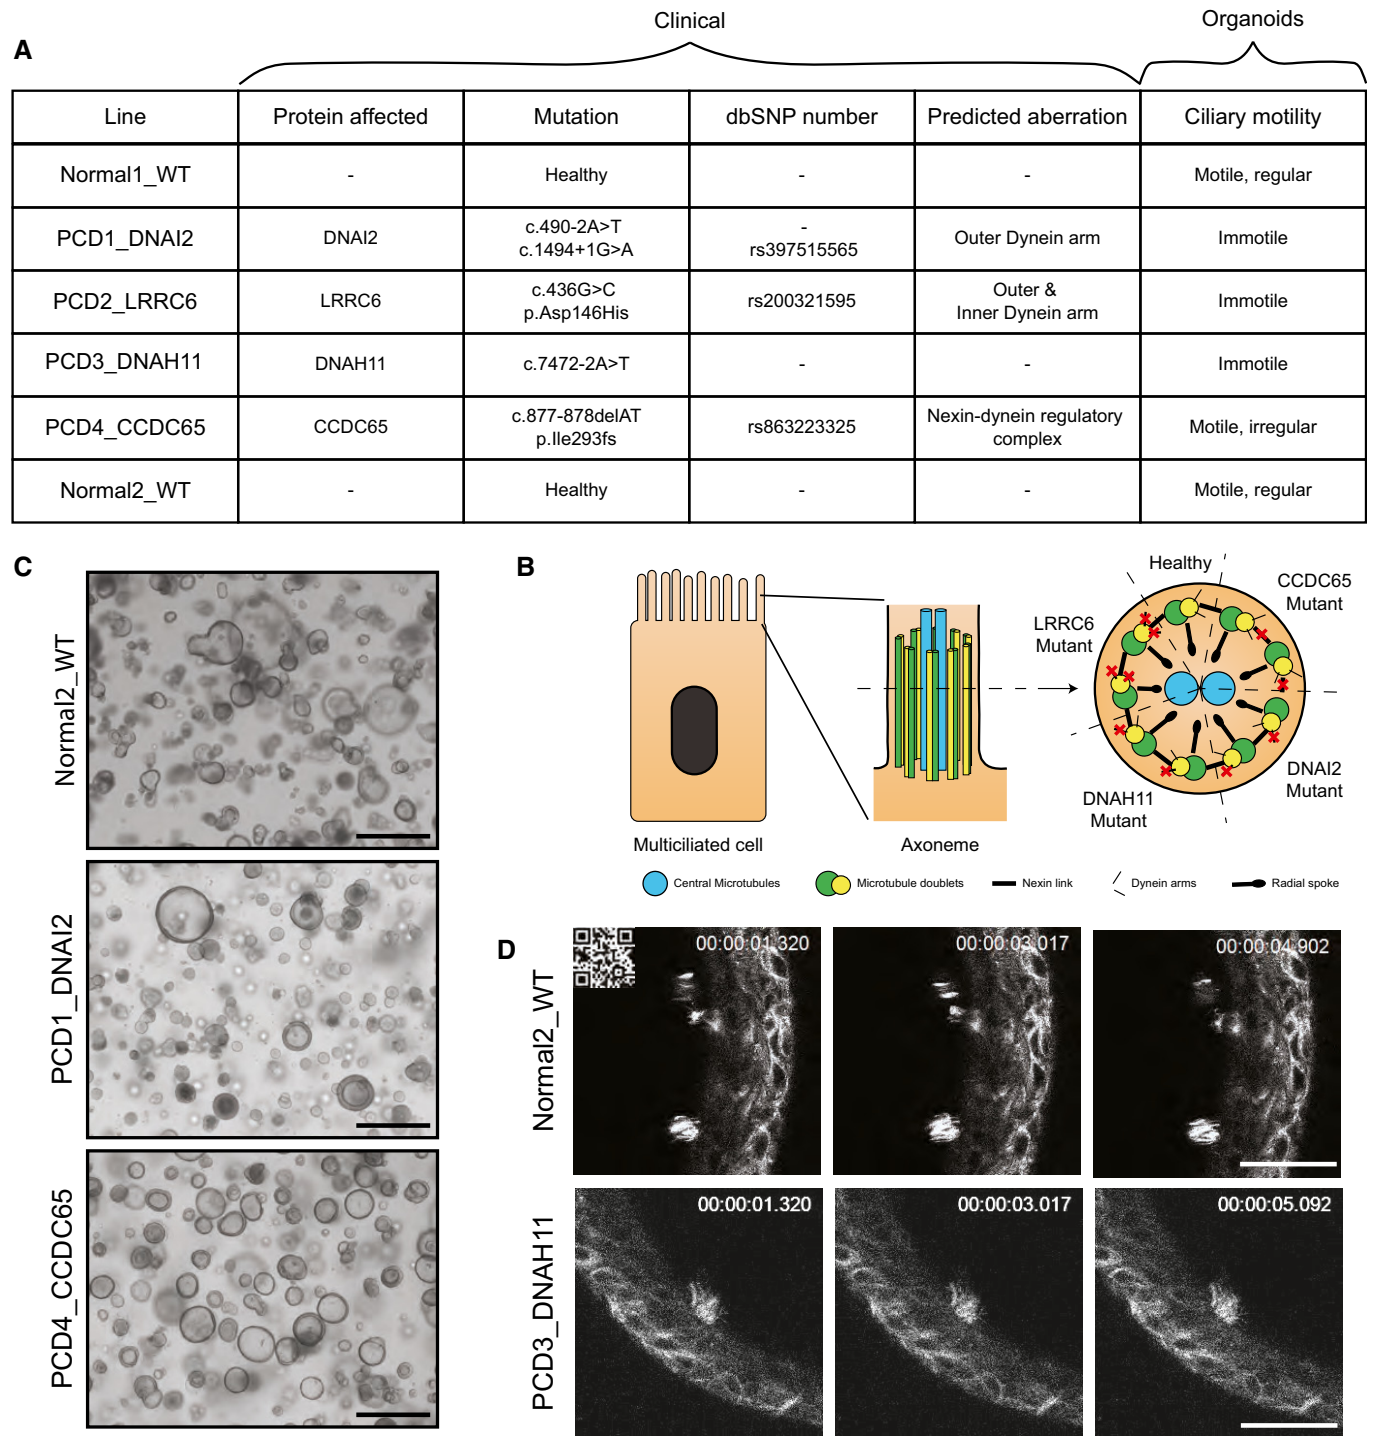 A
Clinical
Organoids
Line
Protein affected
Mutation
dbSNP number
Predicted aberration
Ciliary motility
Normal1_WT
-
Healthy
-
-
Motile, regular
PCD1_DNAI2
DNAI2
c.490-2A>T
c.1494+1G>A
-
rs397515565
Outer Dynein arm
Immotile
PCD2_LRRC6
LRRC6
c.436G>C
p.Asp146His
rs200321595
Outer &
Inner Dynein arm
Immotile
PCD3_DNAH11
DNAH11
c.7472-2A>T
-
-
Immotile
PCD4_CCDC65
CCDC65
c.877-878delAT
p.Ile293fs
rs863223325
Nexin-dynein regulatory
complex
Motile, irregular
Normal2_WT
-
Healthy
-
-
Motile, regular
C
Normal2_WT
PCD1_DNAI2
PCD4_CCDC65
B
Healthy
CCDC65
Mutant
LRRC6
Mutant
DNAI2
Mutant
DNAH11
Mutant
Multiciliated cell
Axoneme
Central Microtubules
Microtubule doublets
Nexin link
Dynein arms
Radial spoke
D
Normal2_WT
00:00:01.320
00:00:03.017
00:00:04.902
PCD3_DNAH11
00:00:01.320
00:00:03.017
00:00:05.092